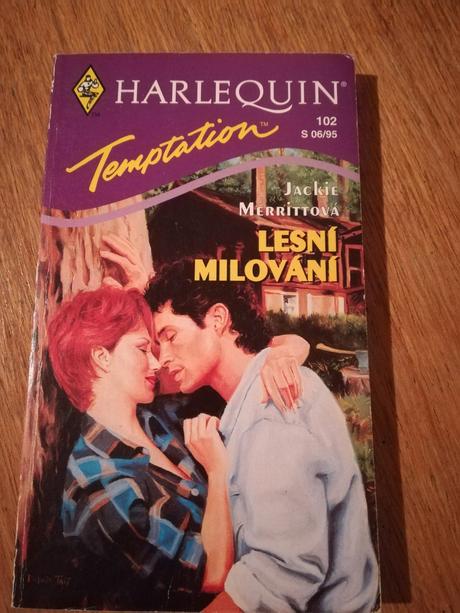 HARLEQUIN®
Temptation™
102
S 06/95
Jackie
Merrittová
LESNÍ
MILOVÁNÍ